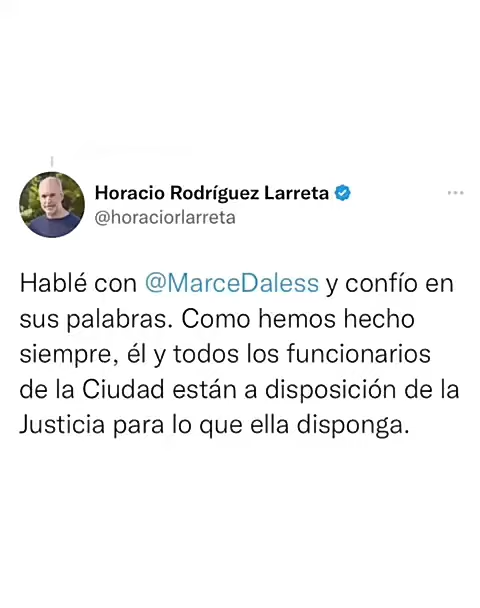 Horacio Rodríguez Larreta
@horaciorlarreta
Hablé con @MarceDaless y confío en
sus palabras. Como hemos hecho
siempre, él y todos los funcionarios
de la Ciudad están a disposición de la
Justicia para lo que ella disponga.